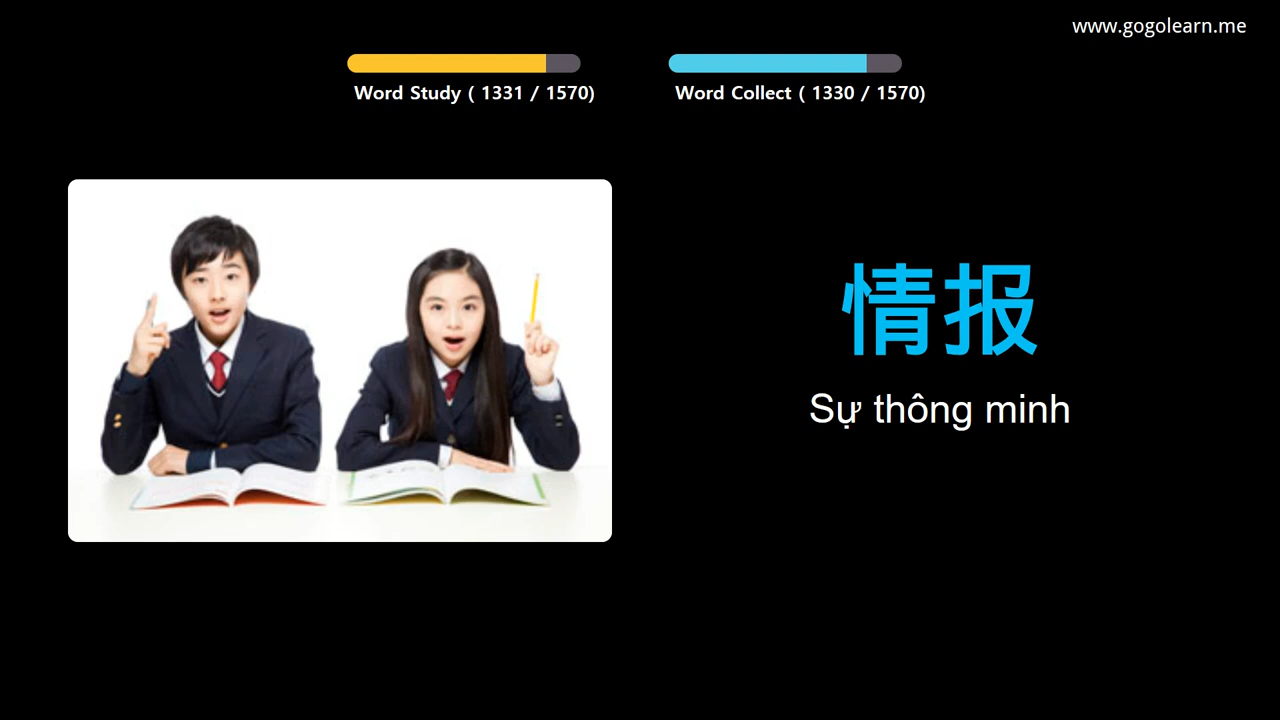 www.gogolearn.me
Word Study ( 1331 / 1570)
Word Collect ( 1330 / 1570)
情报
Sự thông minh